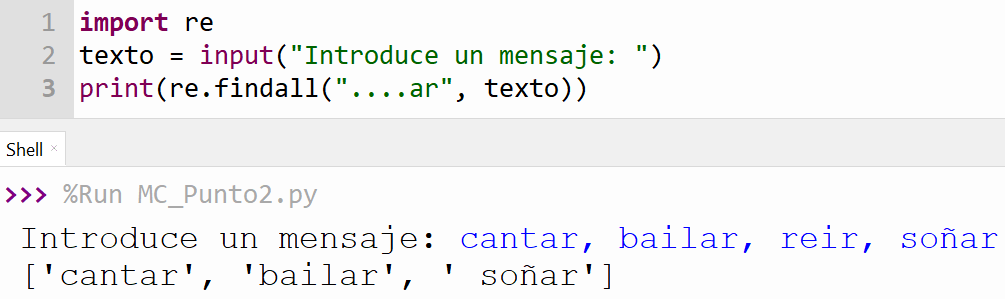 1 import re
2 texto = input("Introduce un mensaje: ")
3 print(re.findall("....ar", texto))
Shell ×
>>> %Run MC_Punto2.py
Introduce un mensaje: cantar, bailar, reir, soñar
['cantar', 'bailar', ' soñar']